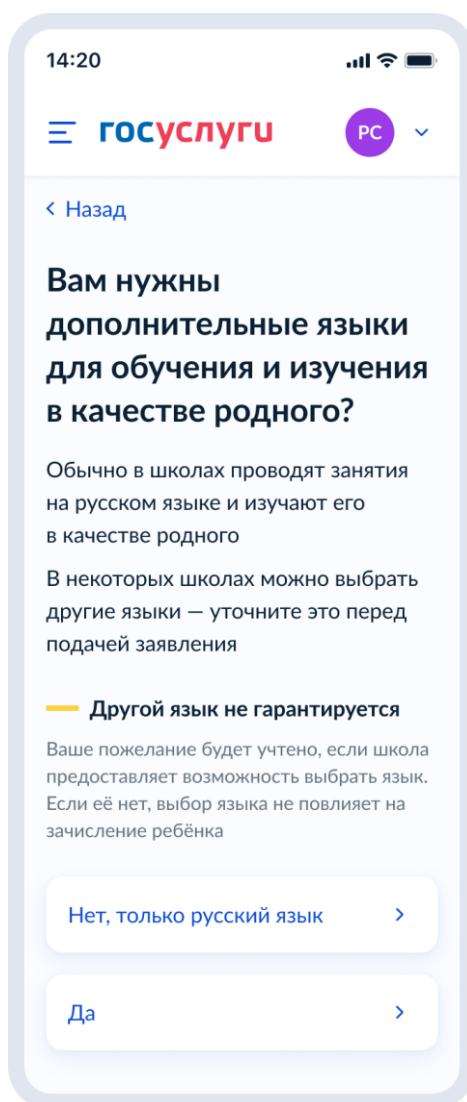 14:20
госуслуги
РС
Назад
Вам нужны
дополнительные языки
для обучения и изучения
в качестве родного?
Обычно в школах проводят занятия
на русском языке и изучают его
в качестве родного
В некоторых школах можно выбрать
другие языки — уточните это перед
подачей заявления
Другой язык не гарантируется
Ваше пожелание будет учтено, если школа
предоставляет возможность выбрать язык.
Если её нет, выбор языка не повлияет на
зачисление ребёнка
Нет, только русский язык
Да